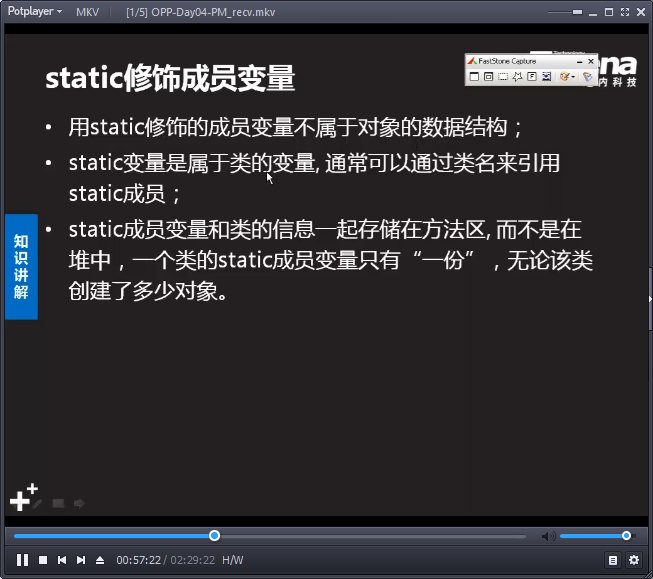 Potplayer MKV [1/5] OPP-Day04-PM_recv.mkv
FastStone Capture
static修饰成员变量
内科技
• 用static修饰的成员变量不属于对象的数据结构；
• static变量是属于类的变量, 通常可以通过类名来引用
static成员；
• static成员变量和类的信息一起存储在方法区, 而不是在
堆中，一个类的static成员变量只有“一份”，无论该类
创建了多少对象。
知
识
讲
解
00:57:22 / 02:29:22 H/W